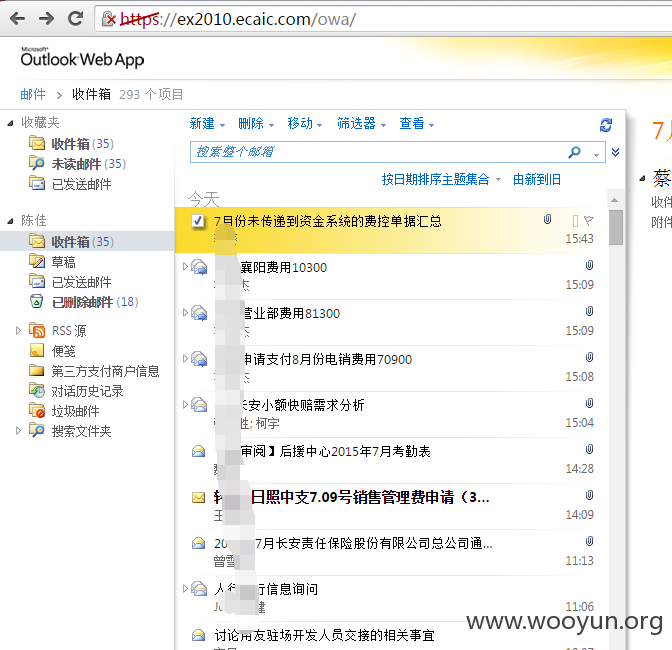 https://ex2010.ecaic.com/owa/
Microsoft®
Outlook Web App
邮件 > 收件箱 293 个项目
收藏夹
收件箱 (35)
未读邮件 (35)
已发送邮件
陈佳
收件箱 (35)
草稿
已发送邮件
已删除邮件 (18)
RSS 源
便笺
第三方支付商户信息
对话历史记录
垃圾邮件
搜索文件夹
新建 删除 移动 筛选器 查看
搜索整个邮箱
按日期排序主题集合 由新到旧
今天
7月份未传递到资金系统的费控单据汇总
15:43
襄阳费用10300
杰 15:09
营业部费用81300
15:09
申请支付8月份电销费用70900
杰 15:08
长安小额快赔需求分析
胜; 柯宇 15:04
审阅】后援中心2015年7月考勤表
14:28
日照中支7.09号销售管理费申请（3...
王 14:09
20 7月长安责任保险股份有限公司总公司通...
曾雪 11:13
人行 行信息询问
健 11:06
讨论用友驻场开发人员交接的相关事宜
7月
蔡
收件
附件
www.wooyun.org